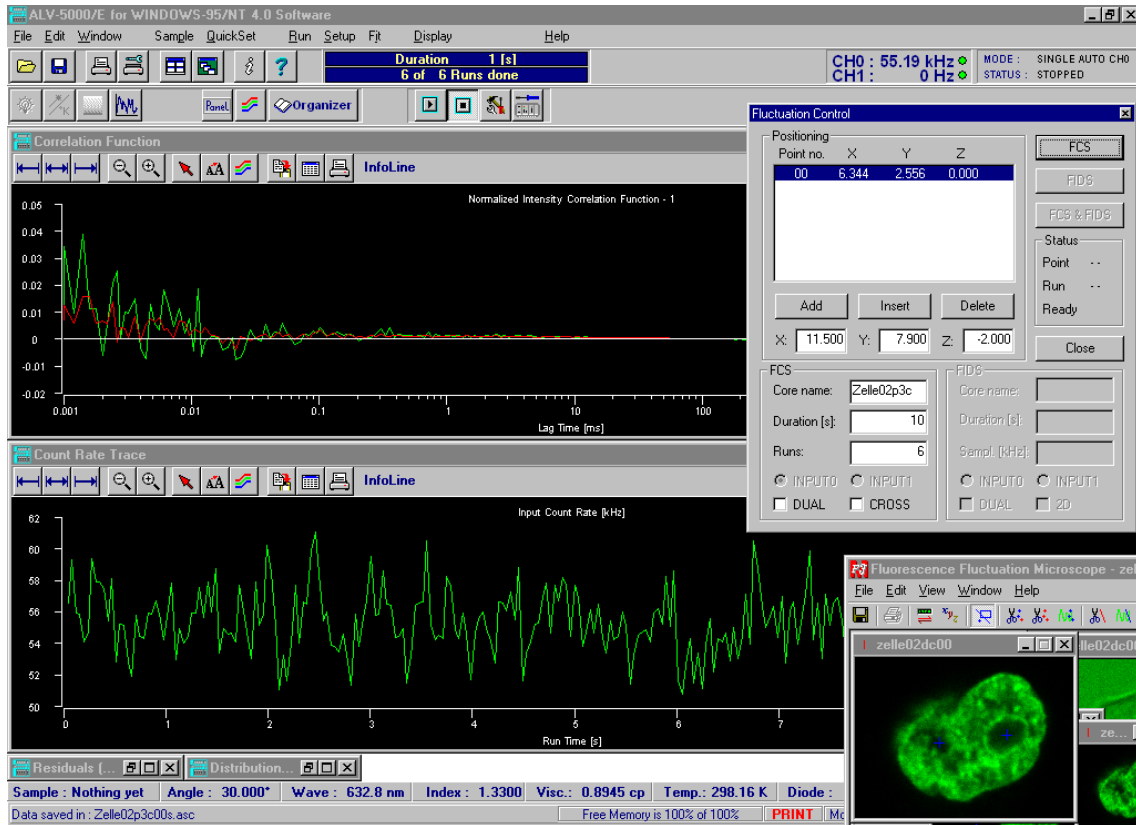 ALV-5000/E for WINDOWS-95/NT 4.0 Software
File Edit Window Sample QuickSet Run Setup Fit Display Help
Duration 1 [s]
6 of 6 Runs done
CH0 : 55.19 kHz
CH1 : 0 Hz
MODE : SINGLE AUTO CH0
STATUS : STOPPED
Panel
Organizer
Correlation Function
InfoLine
Normalized Intensity Correlation Function - 1
0.05
0.04
0.03
0.02
0.01
0
-0.01
-0.02
0.001 0.01 0.1 1 10 100
Lag Time [ms]
Count Rate Trace
InfoLine
Input Count Rate [kHz]
62
60
58
56
54
52
50
0 1 2 3 4 5 6 7
Run Time [s]
Fluctuation Control
Positioning
Point no. X Y Z
00 6.344 2.556 0.000
Add Insert Delete
X: 11.500 Y: 7.900 Z: -2.000
FCS
FIDS
FCS & FIDS
Status
Point --
Run --
Ready
Close
FCS
Core name: Zelle02p3c
Duration [s]: 10
Runs: 6
INPUT0 INPUT1
DUAL CROSS
FIDS
Core name:
Duration [s]:
Sampl. [kHz]:
INPUT0 INPUT1
DUAL 2D
Fluorescence Fluctuation Microscope - zel
File Edit View Window Help
zelle02dc00
lle02dc00
ze...
Residuals (...
Distribution...
Sample : Nothing yet Angle : 30.000° Wave : 632.8 nm Index : 1.3300 Visc.: 0.8945 cp Temp.: 298.16 K Diode :
Data saved in : Zelle02p3c00s.asc Free Memory is 100% of 100% PRINT Mo